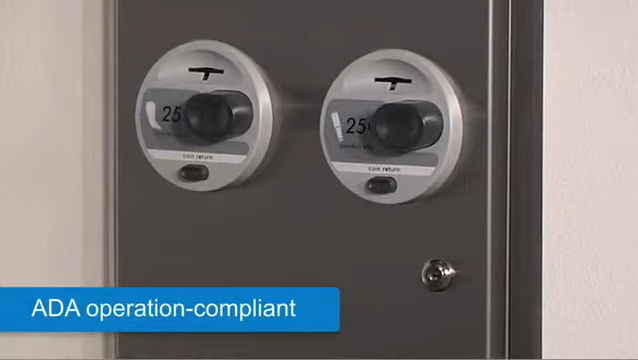 25
25¢
coin return
coin return
ADA operation-compliant